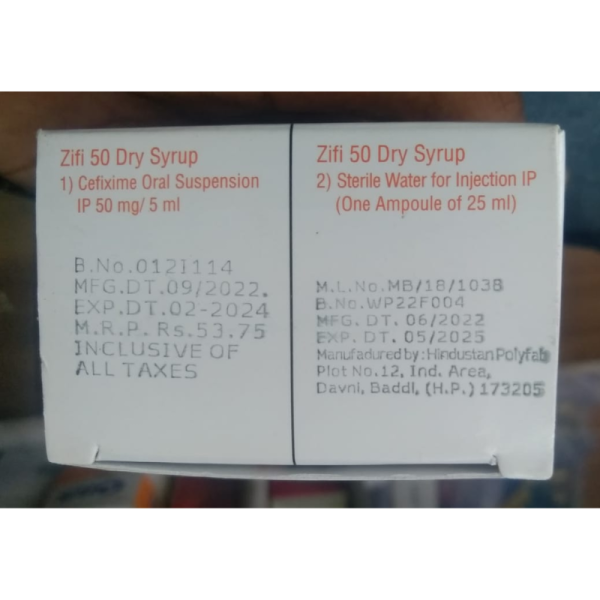 Zifi 50 Dry Syrup
1) Cefixime Oral Suspension
IP 50 mg/ 5 ml
B.No.012I114
MFG.DT.09/2022.
EXP.DT.02-2024
M.R.P. Rs.53.75
INCLUSIVE OF
ALL TAXES
Zifi 50 Dry Syrup
2) Sterile Water for Injection IP
(One Ampoule of 25 ml)
M.L.No.MB/18/1038
B.No.WP22F004
MFG. DT. 06/2022
EXP. DT. 05/2025
Manufadured by:Hindustan Polyfab
Plot No.12, Ind. Area,
Davni, Baddi, (H.P.) 173205